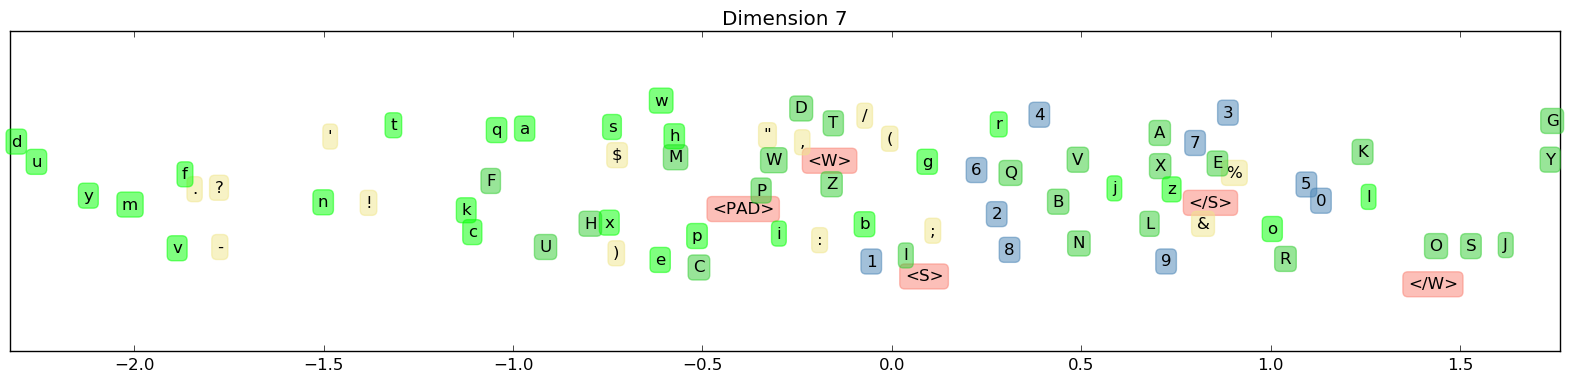 Dimension 7
w
D
/
3
4
G
t
T
s
r
q
a
A
'
h
"
(
d
,
7
K
$
M
u
W
<W>
g
V
X
E
Y
f
6
Q
%
F
Z
5
.
?
P
j
z
y
l
m
n
!
k
<PAD>
B
0
</S>
2
H
x
b
L
&
c
i
;
o
p
:
N
v
-
U
8
O
S
J
)
I
e
C
1
9
R
<S>
</W>
−2.0 −1.5 −1.0 −0.5 0.0 0.5 1.0 1.5